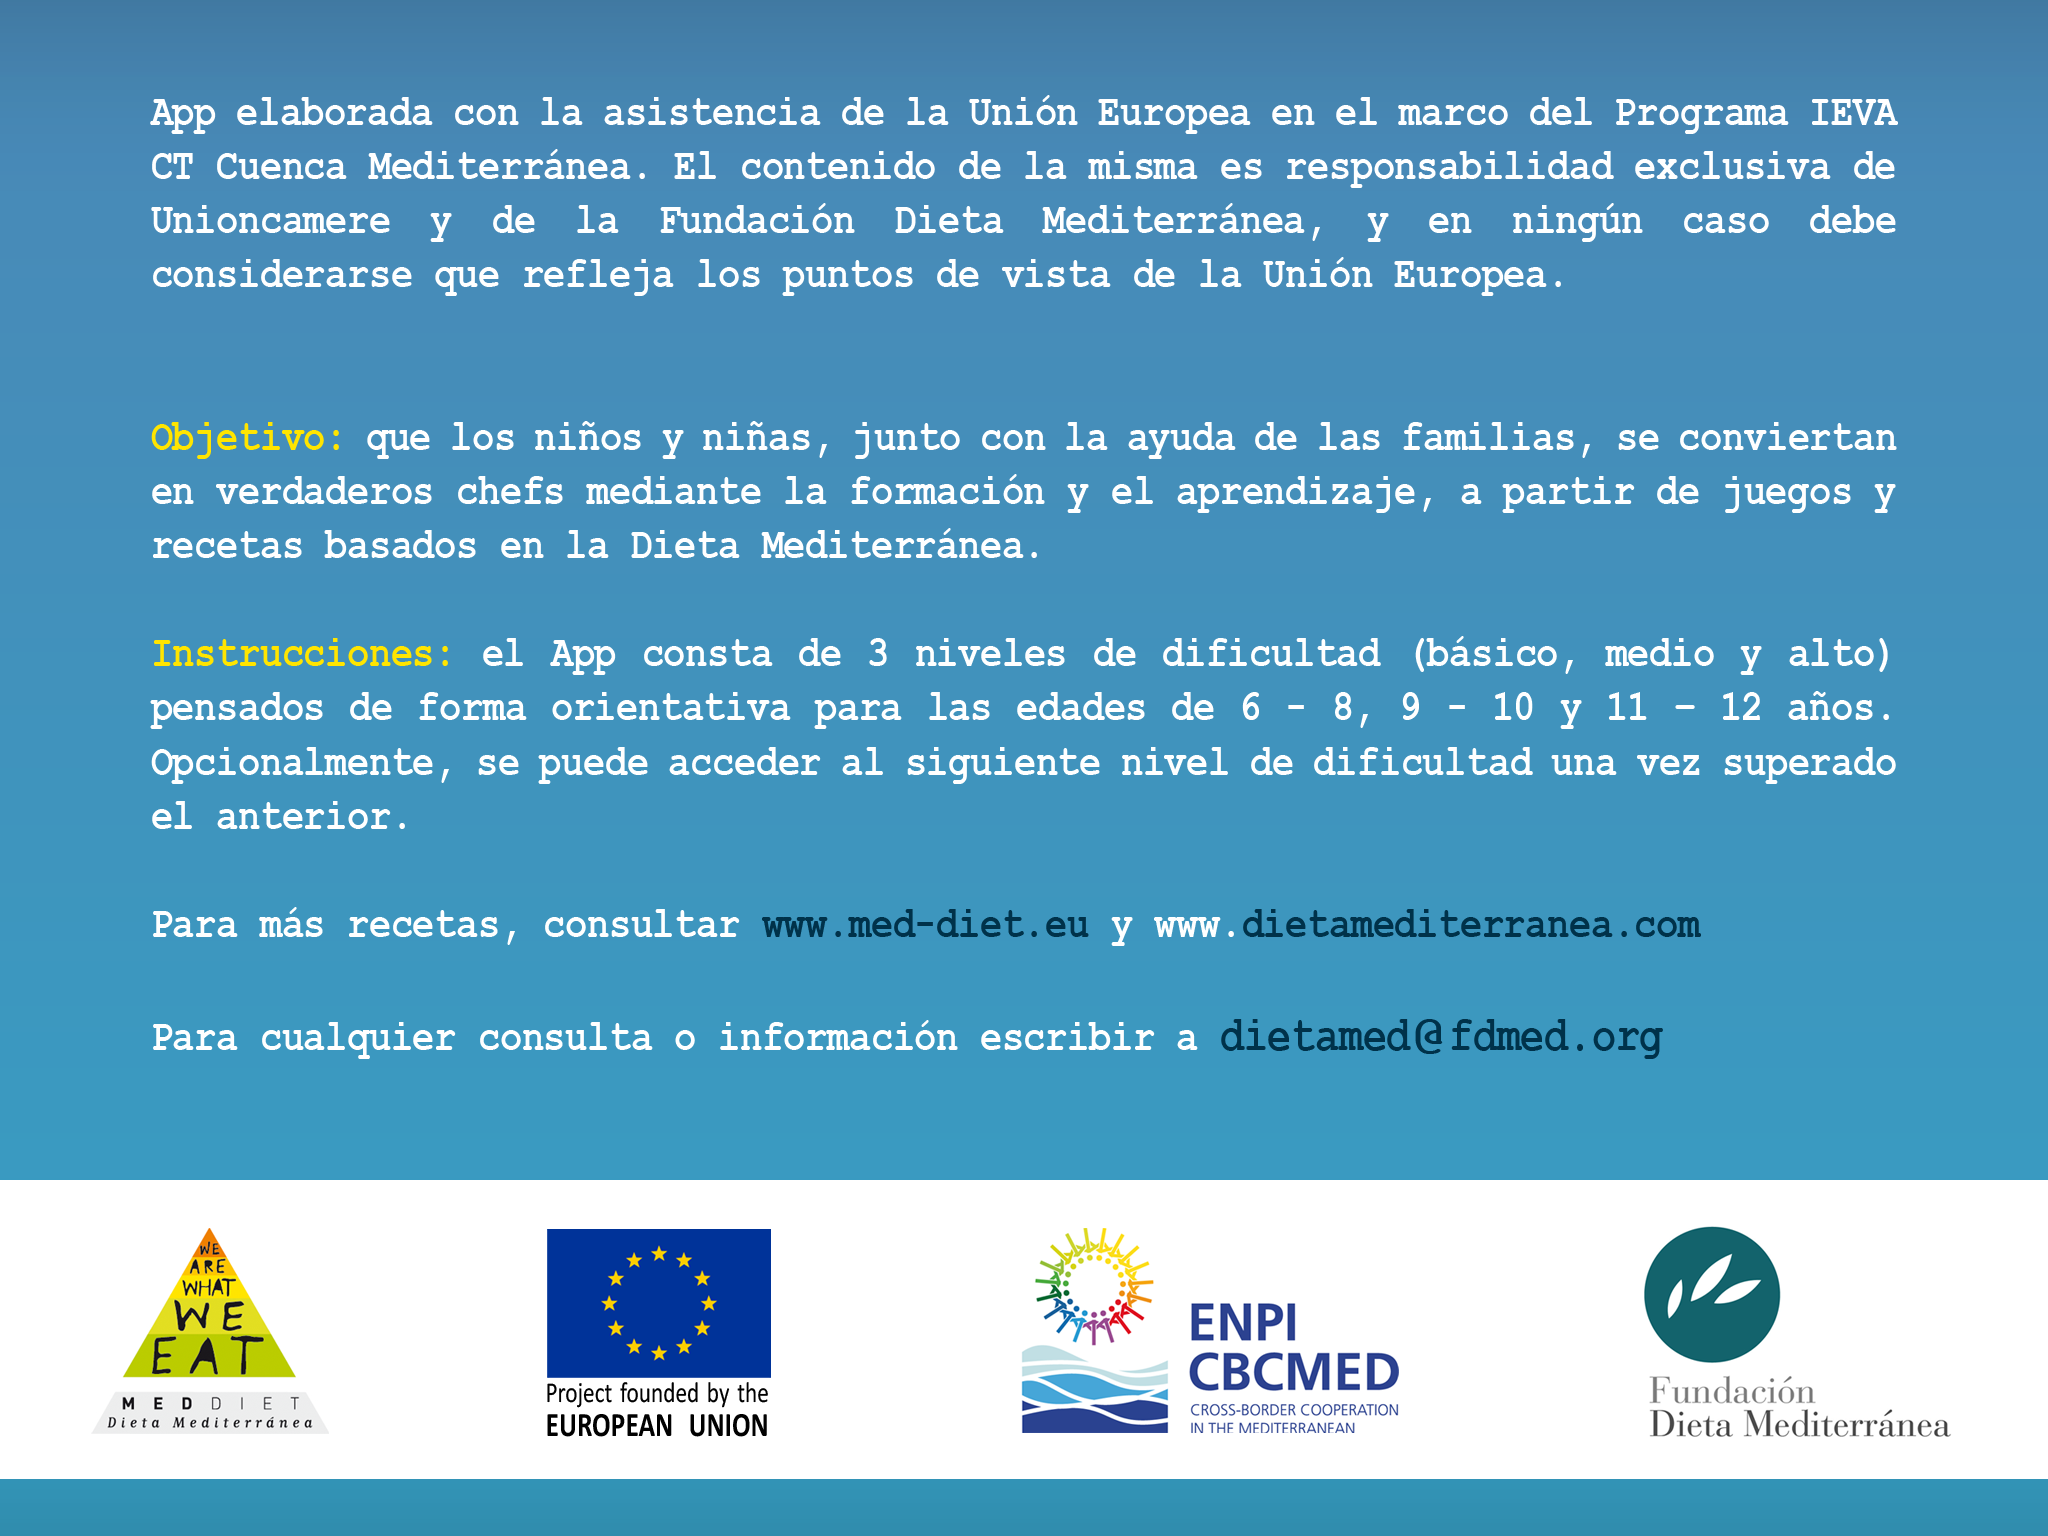 App elaborada con la asistencia de la Unión Europea en el marco del Programa IEVA
CT Cuenca Mediterránea. El contenido de la misma es responsabilidad exclusiva de
Unioncamere y de la Fundación Dieta Mediterránea, y en ningún caso debe
considerarse que refleja los puntos de vista de la Unión Europea.
Objetivo: que los niños y niñas, junto con la ayuda de las familias, se conviertan
en verdaderos chefs mediante la formación y el aprendizaje, a partir de juegos y
recetas basados en la Dieta Mediterránea.
Instrucciones: el App consta de 3 niveles de dificultad (básico, medio y alto)
pensados de forma orientativa para las edades de 6 - 8, 9 - 10 y 11 – 12 años.
Opcionalmente, se puede acceder al siguiente nivel de dificultad una vez superado
el anterior.
Para más recetas, consultar www.med-diet.eu y www.dietamediterranea.com
Para cualquier consulta o información escribir a dietamed@fdmed.org
WE
ARE
WHAT
WE
EAT
MEDDIET
Dieta Mediterránea
Project founded by the
EUROPEAN UNION
ENPI
CBCMED
CROSS-BORDER COOPERATION
IN THE MEDITERRANEAN
Fundación
Dieta Mediterránea